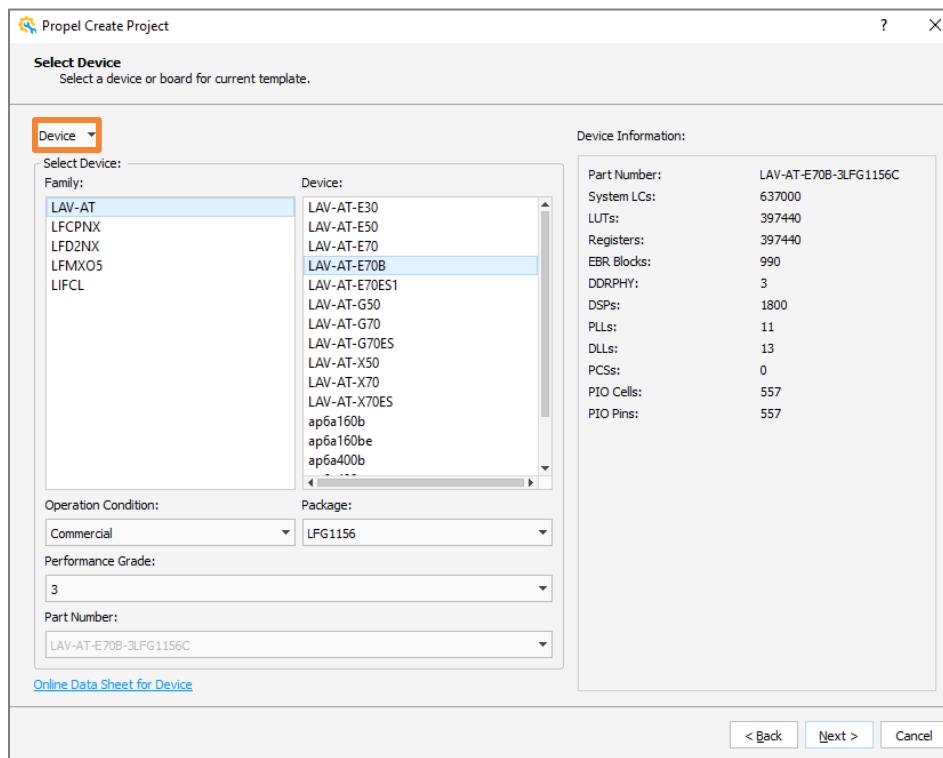 Propel Create Project
?
Select Device
Select a device or board for current template.
Device
Device Information:
Select Device:
Family:
Device:
LAV-AT
LFCPNX
LFD2NX
LFMXO5
LIFCL
LAV-AT-E30
LAV-AT-E50
LAV-AT-E70
LAV-AT-E70B
LAV-AT-E70ES1
LAV-AT-G50
LAV-AT-G70
LAV-AT-G70ES
LAV-AT-X50
LAV-AT-X70
LAV-AT-X70ES
ap6a160b
ap6a160be
ap6a400b
Operation Condition:
Package:
Commercial
LFG1156
Performance Grade:
3
Part Number:
LAV-AT-E70B-3LFG1156C
Online Data Sheet for Device
Part Number: LAV-AT-E70B-3LFG1156C
System LCs: 637000
LUTs: 397440
Registers: 397440
EBR Blocks: 990
DDRPHY: 3
DSPs: 1800
PLLs: 11
DLLs: 13
PCSs: 0
PIO Cells: 557
PIO Pins: 557
< Back
Next >
Cancel